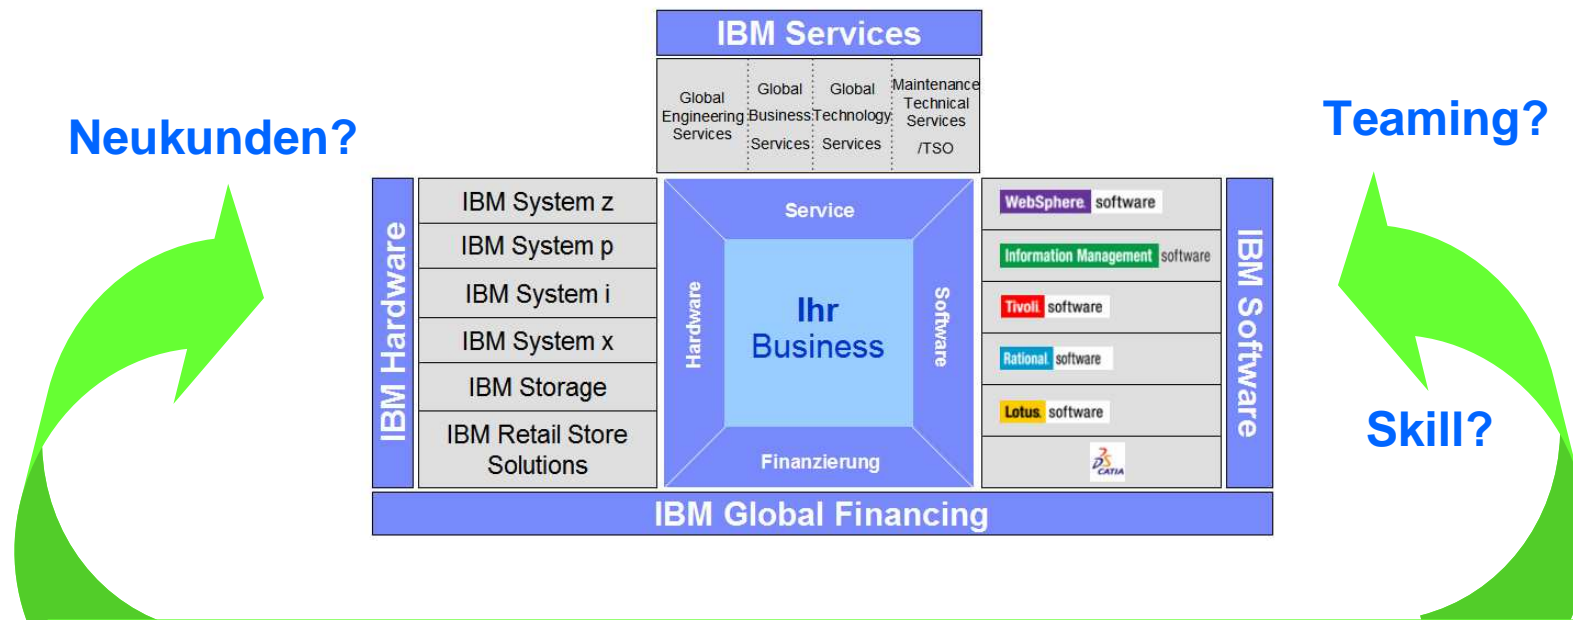 IBM Services
Global
Engineering
Services
Global
Business
Services
Global
Technology
Services
Maintenance
Technical
Services
/TSO
Neukunden?
Teaming?
IBM Hardware
IBM System z
IBM System p
IBM System i
IBM System x
IBM Storage
IBM Retail Store
Solutions
Service
Hardware
Ihr
Business
Software
Finanzierung
WebSphere. software
Information Management software
Tivoli. software
Rational. software
Lotus. software
DS
CATIA
IBM Software
Skill?
IBM Global Financing